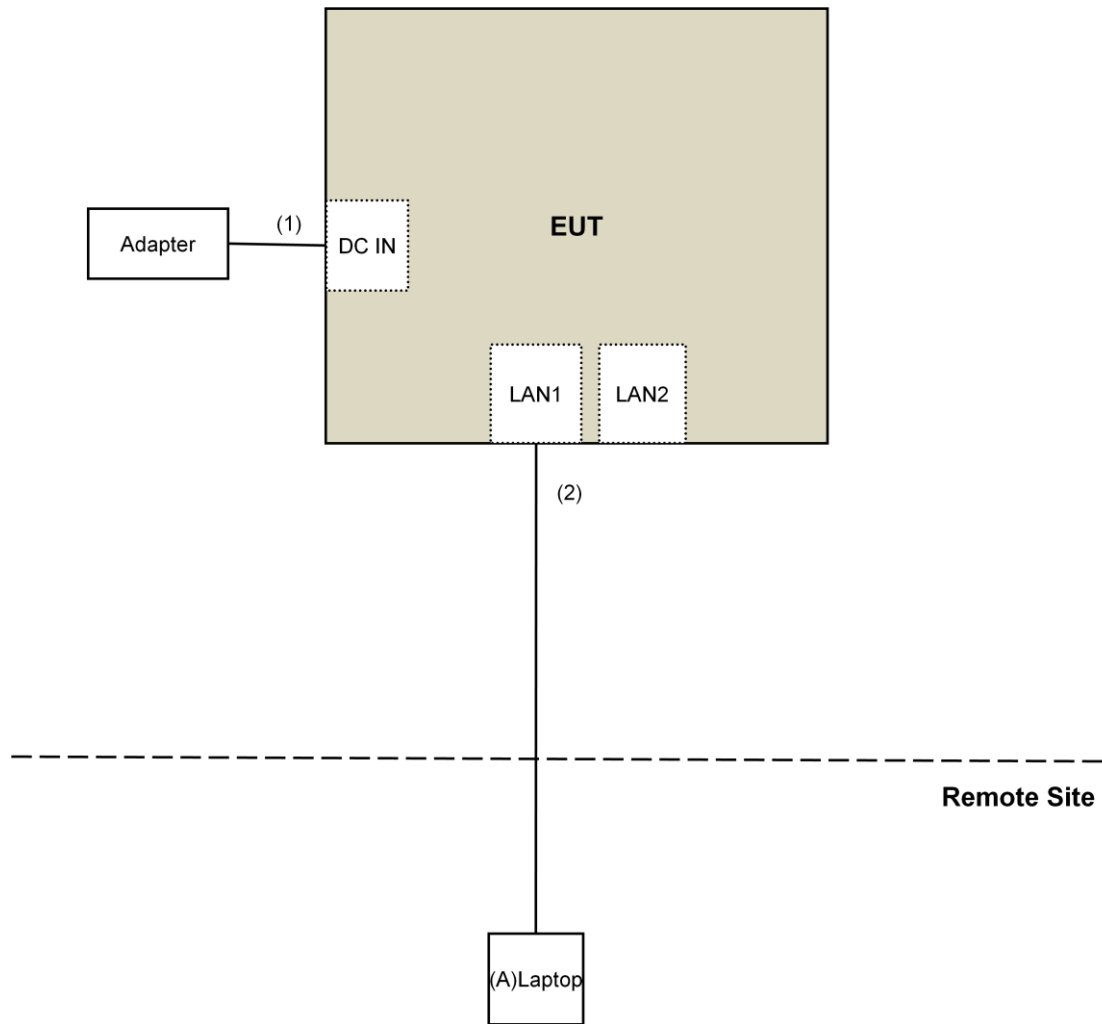 EUT
(1)
Adapter
DC IN
LAN1
LAN2
(2)
Remote Site
(A)Laptop